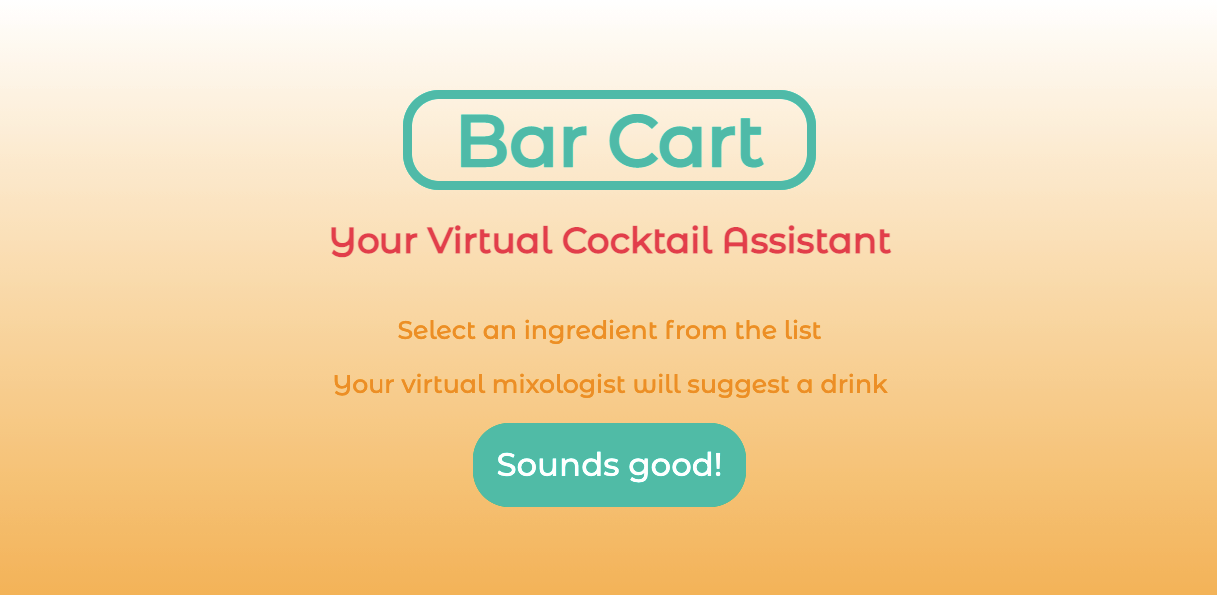 Bar Cart
Your Virtual Cocktail Assistant
Select an ingredient from the list
Your virtual mixologist will suggest a drink
Sounds good!